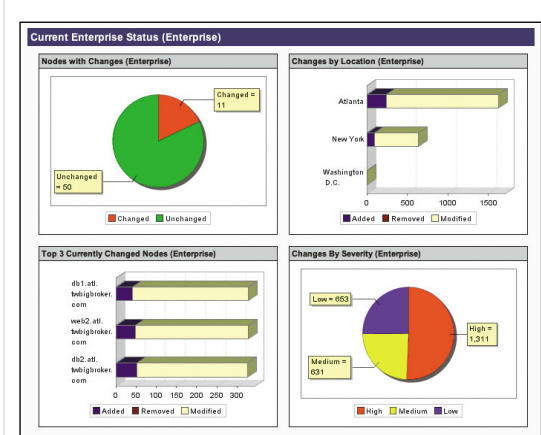 Current Enterprise Status (Enterprise)
Nodes with Changes (Enterprise)
Changed =
11
Unchanged
= 50
Changed Unchanged
Changes by Location (Enterprise)
Atlanta
New York
Washington
D.C.
0 500 1000 1500
Added Removed Modified
Top 3 Currently Changed Nodes (Enterprise)
db1.atl.
twbigbroker.
com
web2.atl.
twbigbroker.
com
db2.atl.
twbigbroker.
com
0 50 100 150 200 250 300
Added Removed Modified
Changes By Severity (Enterprise)
Low = 653
High =
1,311
Medium =
631
High Medium Low